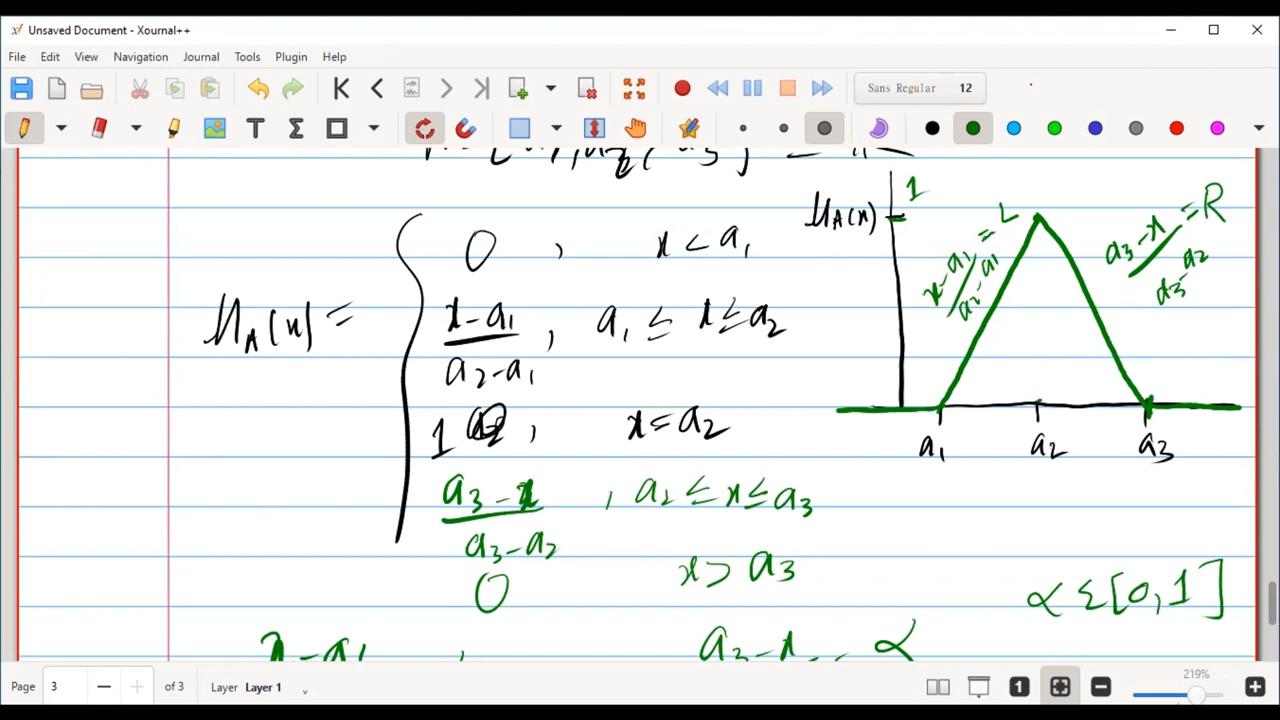 Unsaved Document - Xournal++
File Edit View Navigation Journal Tools Plugin Help
Sans Regular 12
μA(x) 1
0 , x < a1
μA(x) =
x-a1 / a2-a1 , a1 ≤ x ≤ a2
1 , x = a2
a3-x / a3-a2 , a2 ≤ x ≤ a3
0 x > a3
x-a1 / a2-a1 = L
a3-x / a3-a2 = R
a1 a2 a3
α ∈ [0,1]
x-a1
a3-x = α
Page 3 of 3 Layer Layer 1 219%